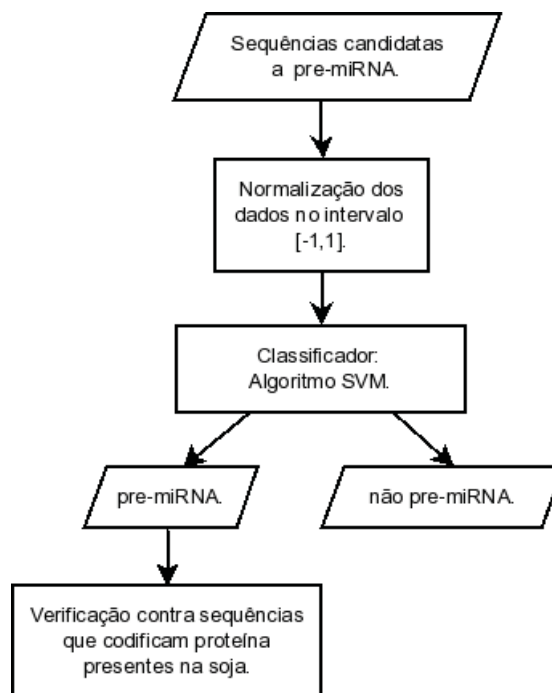 Sequências candidatas
a pre-miRNA.
Normalização dos
dados no intervalo
[-1,1].
Classificador:
Algoritmo SVM.
pre-miRNA.
não pre-miRNA.
Verificação contra sequências
que codificam proteína
presentes na soja.